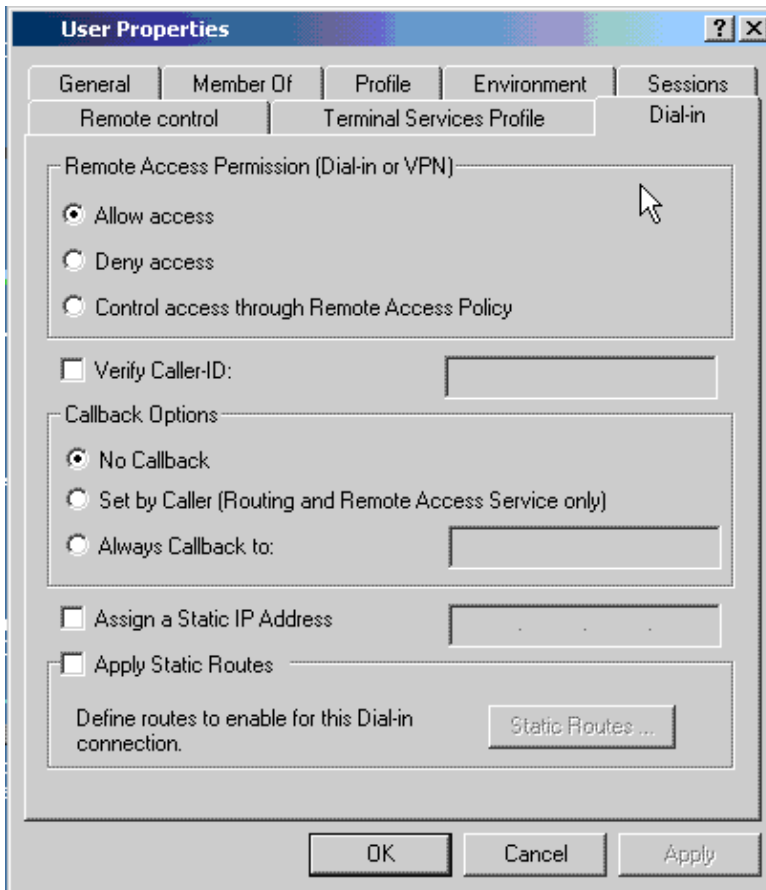 User Properties
General Member Of Profile Environment Sessions
Remote control Terminal Services Profile Dial-in
Remote Access Permission (Dial-in or VPN)
Allow access
Deny access
Control access through Remote Access Policy
Verify Caller-ID:
Callback Options
No Callback
Set by Caller (Routing and Remote Access Service only)
Always Callback to:
Assign a Static IP Address
Apply Static Routes
Define routes to enable for this Dial-in
connection.
Static Routes ...
OK Cancel Apply